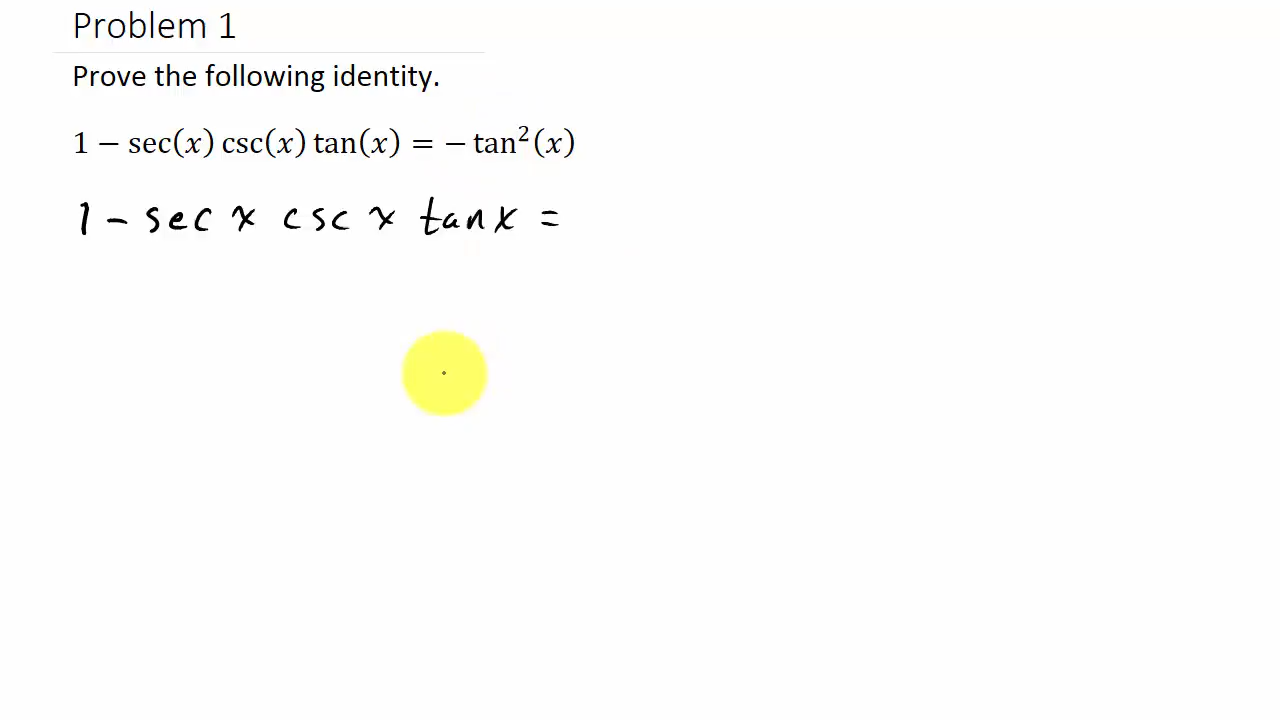 Problem 1
Prove the following identity.
1 − sec(x) csc(x) tan(x) = − tan²(x)
1 - sec x csc x tan x =